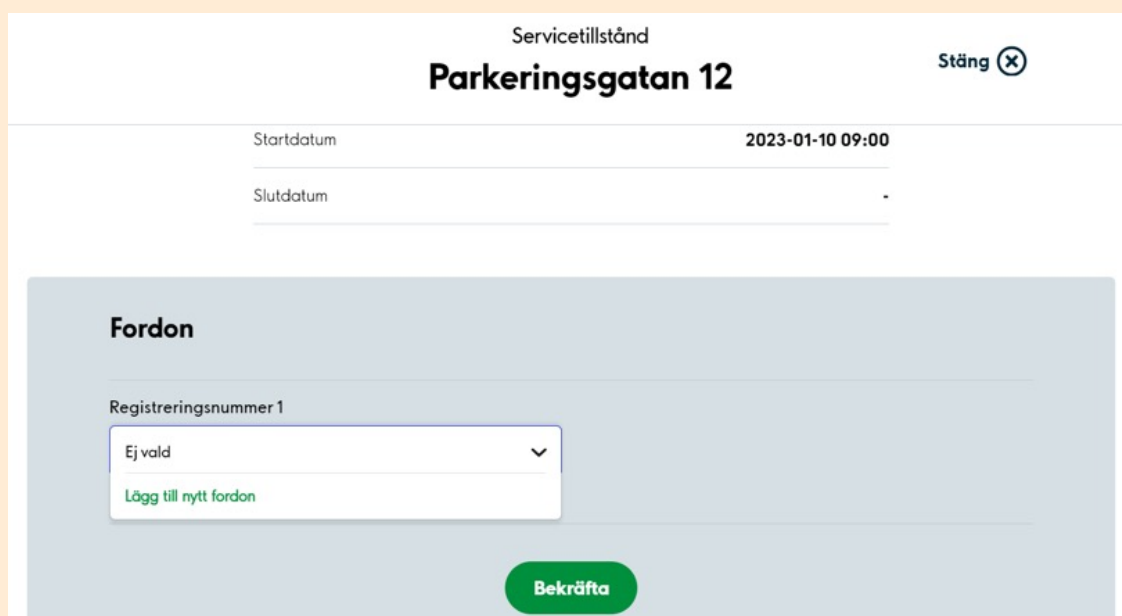 Servicetillstånd
Parkeringsgatan 12
Stäng
Startdatum 2023-01-10 09:00
Slutdatum -
Fordon
Registreringsnummer 1
Ej vald
Lägg till nytt fordon
Bekräfta